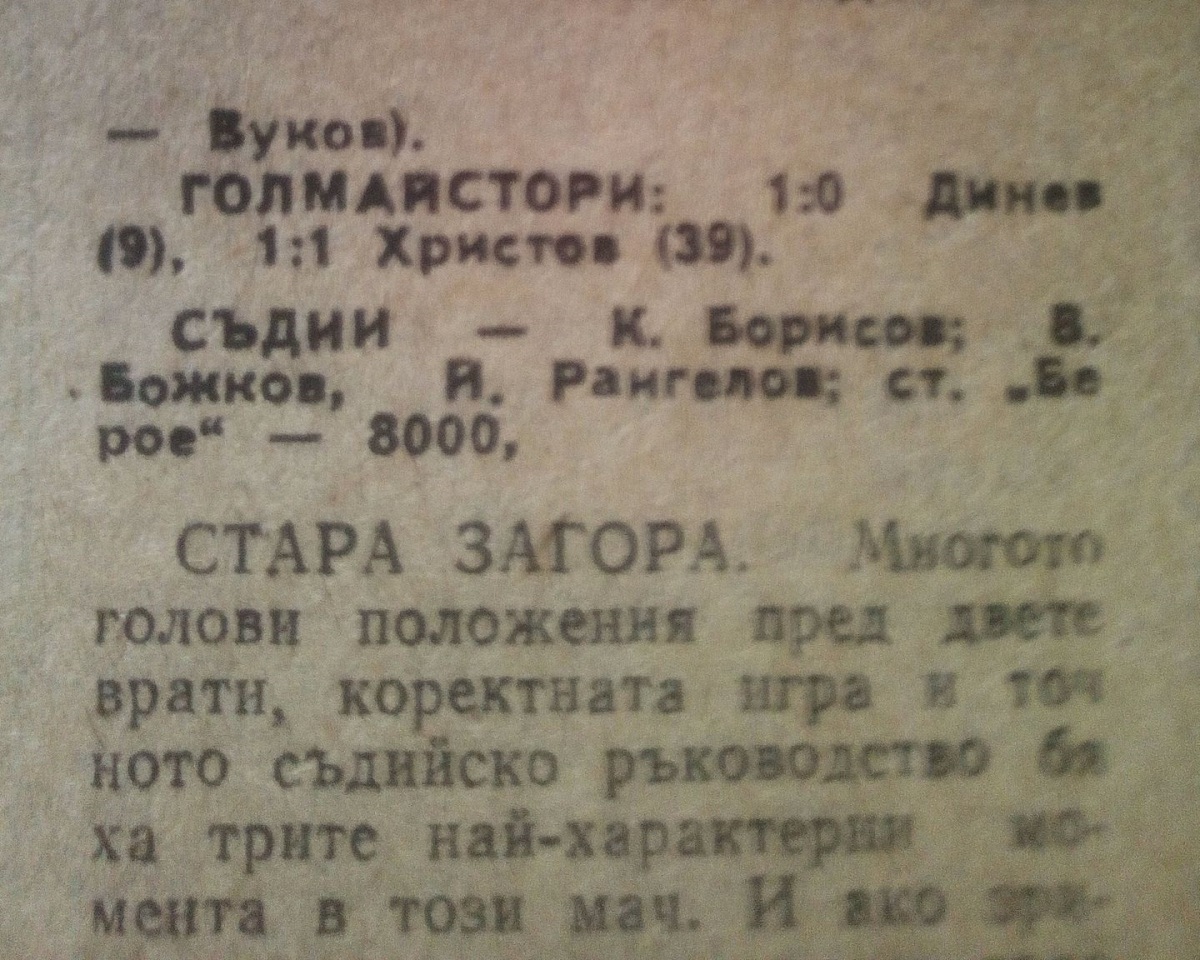 — Вуков).
ГОЛМАЙСТОРИ: 1:0 Динев
(9), 1:1 Христов (39).
СЪДИИ — К. Борисов; В.
Божков, Й. Рангелов; ст. „Бе
рое“ — 8000,
СТАРА ЗАГОРА. Многото
голови положения пред двете
врати, коректната игра и точ
ното съдийско ръководство бя
ха трите най-характерни мо-
мента в този мач. И ако зри-